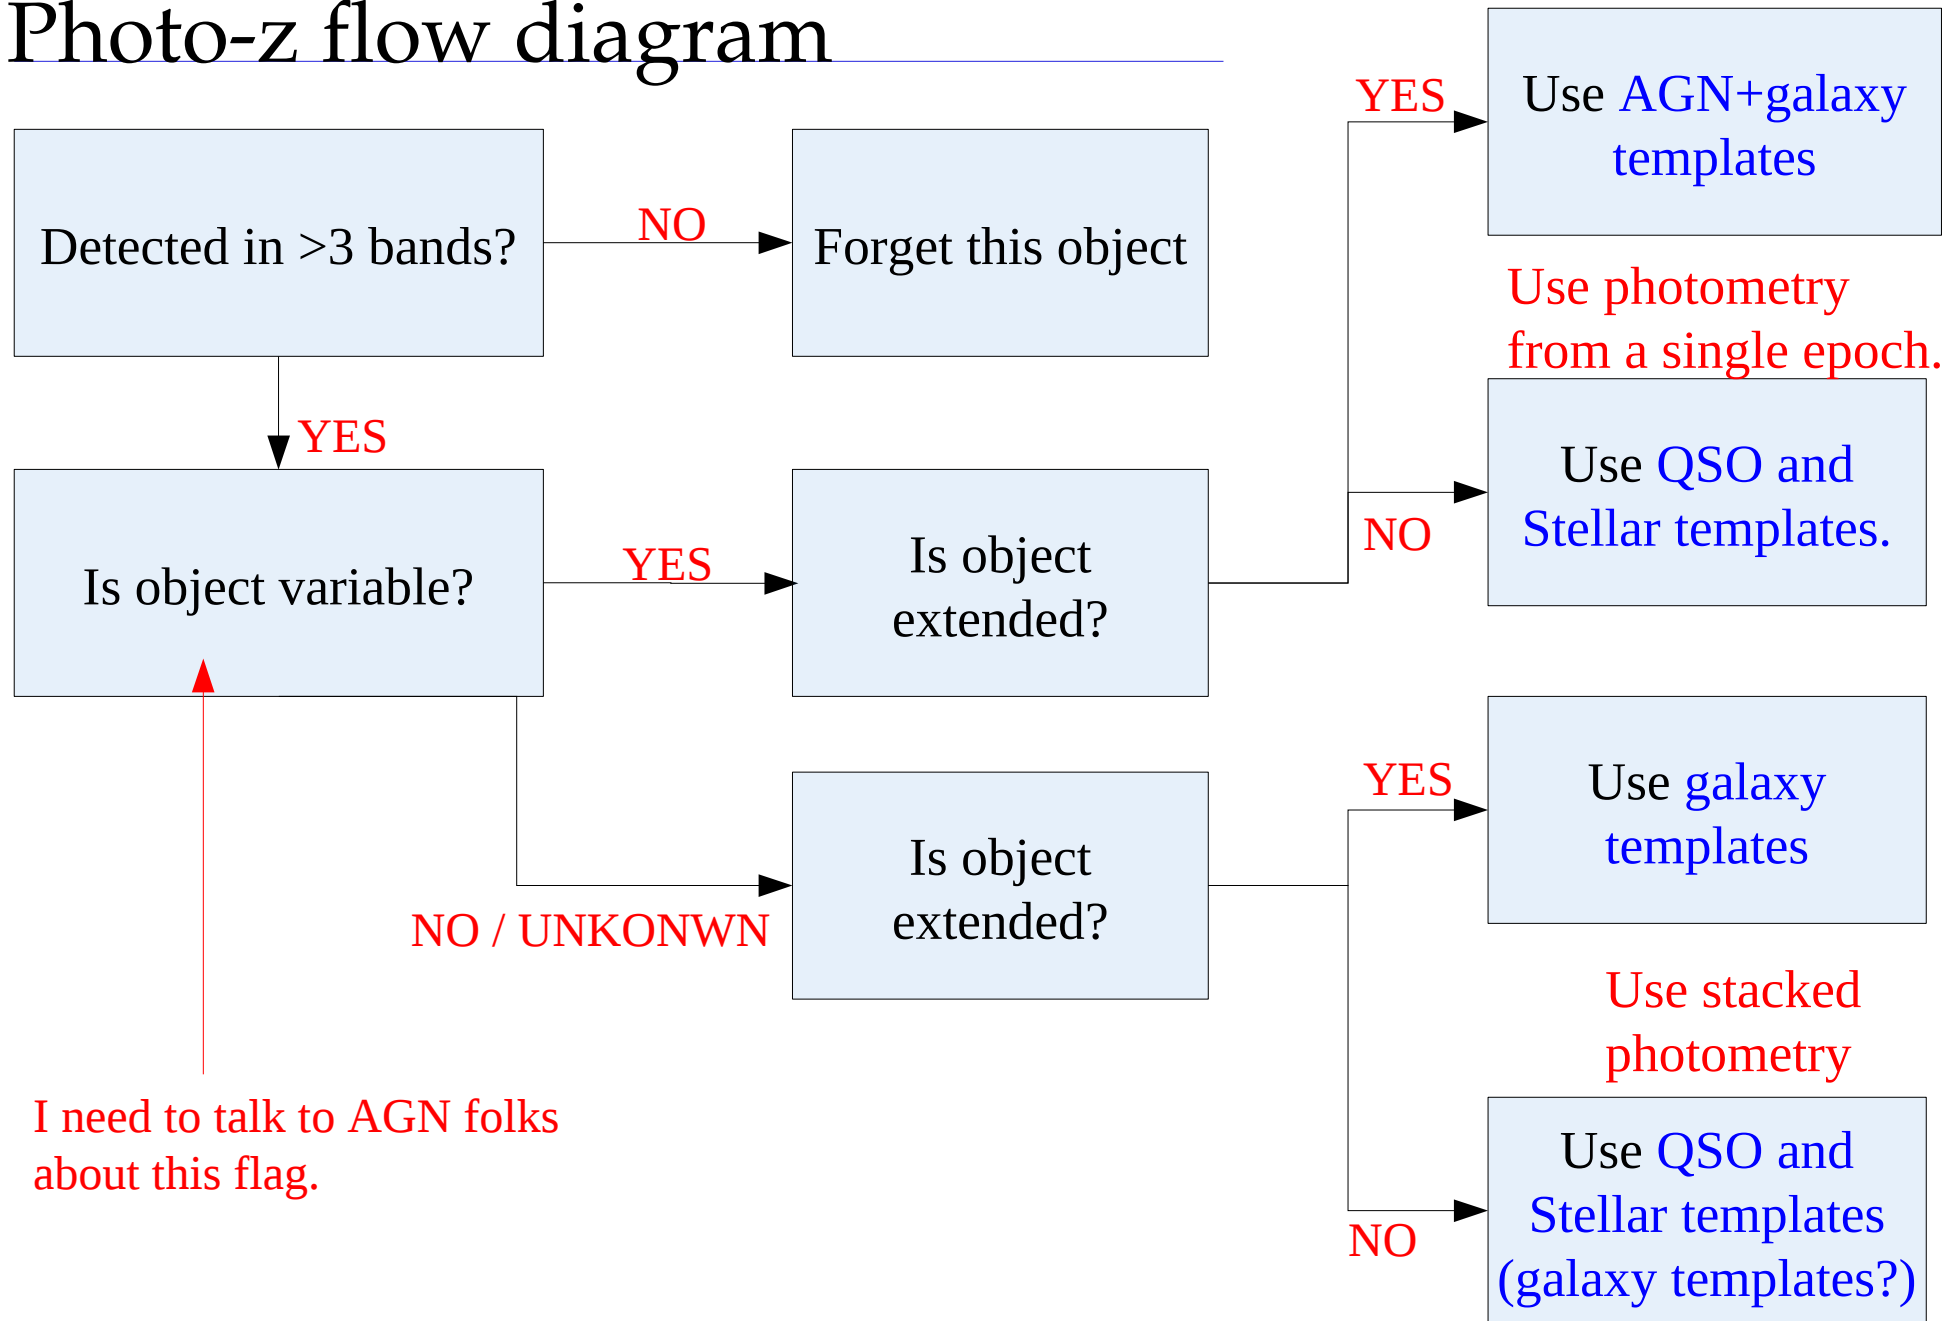 Photo-z flow diagram
YES
Use AGN+galaxy
templates
Detected in >3 bands?
NO
Forget this object
Use photometry
from a single epoch.
YES
Use QSO and
Stellar templates.
NO
Is object variable?
YES
Is object
extended?
YES
Use galaxy
templates
Is object
extended?
NO / UNKONWN
Use stacked
photometry
I need to talk to AGN folks
about this flag.
Use QSO and
Stellar templates
(galaxy templates?)
NO